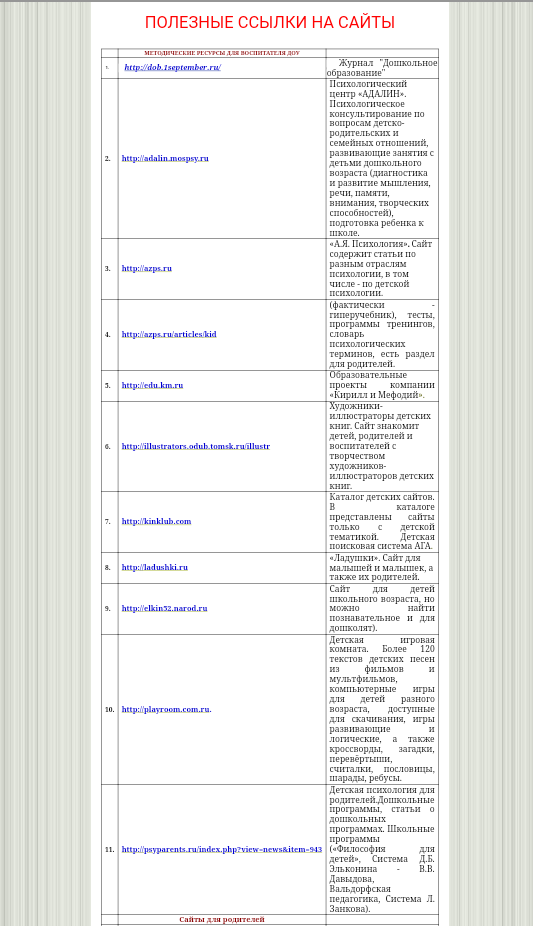 ПОЛЕЗНЫЕ ССЫЛКИ НА САЙТЫ
МЕТОДИЧЕСКИЕ РЕСУРСЫ ДЛЯ ВОСПИТАТЕЛЯ ДОУ
1.
http://dob.1september.ru/
Журнал "Дошкольное
образование"
2.
http://adalin.mospsy.ru
Психологический
центр «АДАЛИН».
Психологическое
консультирование по
вопросам детско-
родительских и
семейных отношений,
развивающие занятия с
детьми дошкольного
возраста (диагностика
и развитие мышления,
речи, памяти,
внимания, творческих
способностей),
подготовка ребенка к
школе.
3.
http://azps.ru
«А.Я. Психология». Сайт
содержит статьи по
разным отраслям
психологии, в том
числе - по детской
психологии.
4.
http://azps.ru/articles/kid
(фактически -
гиперучебник), тесты,
программы тренингов,
словарь
психологических
терминов, есть раздел
для родителей.
5.
http://edu.km.ru
Образовательные
проекты компании
«Кирилл и Мефодий».
6.
http://illustrators.odub.tomsk.ru/illustr
Художники-
иллюстраторы детских
книг. Сайт знакомит
детей, родителей и
воспитателей с
творчеством
художников-
иллюстраторов детских
книг.
7.
http://kinklub.com
Каталог детских сайтов.
В каталоге
представлены сайты
только с детской
тематикой. Детская
поисковая система АГА.
8.
http://ladushki.ru
«Ладушки». Сайт для
малышей и малышек, а
также их родителей.
9.
http://elkin52.narod.ru
Сайт для детей
школьного возраста, но
можно найти
познавательное и для
дошколят).
10.
http://playroom.com.ru.
Детская игровая
комната. Более 120
текстов детских песен
из фильмов и
мультфильмов,
компьютерные игры
для детей разного
возраста, доступные
для скачивания, игры
развивающие и
логические, а также
кроссворды, загадки,
перевёртыши,
считалки, пословицы,
шарады, ребусы.
11.
http://psyparents.ru/index.php?view=news&item=943
Детская психология для
родителей.Дошкольные
программы, статьи о
дошкольных
программах. Школьные
программы
(«Философия для
детей», Система Д.Б.
Эльконина - В.В.
Давыдова,
Вальдорфская
педагогика, Система Л.
Занкова).
Сайты для родителей